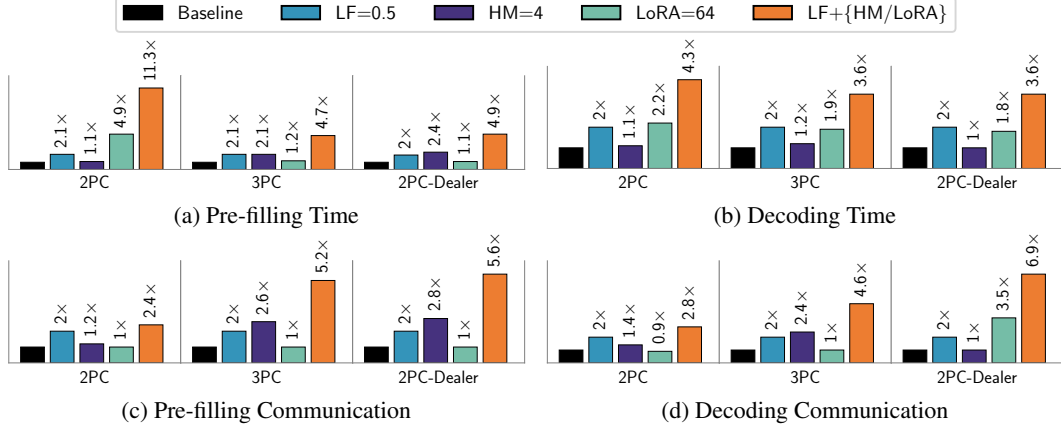 Baseline LF=0.5 HM=4 LoRA=64 LF+{HM/LoRA}
2.1× 1.1× 4.9× 11.3×
2.1× 2.1× 1.2× 4.7×
2× 2.4× 1.1× 4.9×
2PC 3PC 2PC-Dealer
(a) Pre-filling Time
2× 1.1× 2.2× 4.3×
2× 1.2× 1.9× 3.6×
2× 1× 1.8× 3.6×
2PC 3PC 2PC-Dealer
(b) Decoding Time
2× 1.2× 1× 2.4×
2× 2.6× 1× 5.2×
2× 2.8× 1× 5.6×
2PC 3PC 2PC-Dealer
(c) Pre-filling Communication
2× 1.4× 0.9× 2.8×
2× 2.4× 1× 4.6×
2× 1× 3.5× 6.9×
2PC 3PC 2PC-Dealer
(d) Decoding Communication